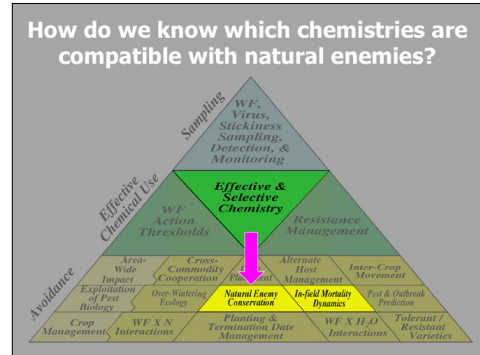 How do we know which chemistries are
compatible with natural enemies?
Sampling
WF,
Virus,
Stickiness
Sampling,
Detection, &
Monitoring
Effective
Chemical Use
Effective &
Selective
Chemistry
WF
Action
Thresholds
Resistance
Management
Avoidance
Area-
Wide
Impact
Cross-
Commodity
Cooperation
Alternate
Host
Management
Inter-Crop
Movement
Exploitation
of Pest
Biology
Over-Wintering
Ecology
Natural Enemy
Conservation
In-field Mortality
Dynamics
Pest & Outbreak
Prediction
Crop
Management
WF X N
Interactions
Planting &
Termination Date
Management
WF X H2O
Interactions
Tolerant /
Resistant
Varieties